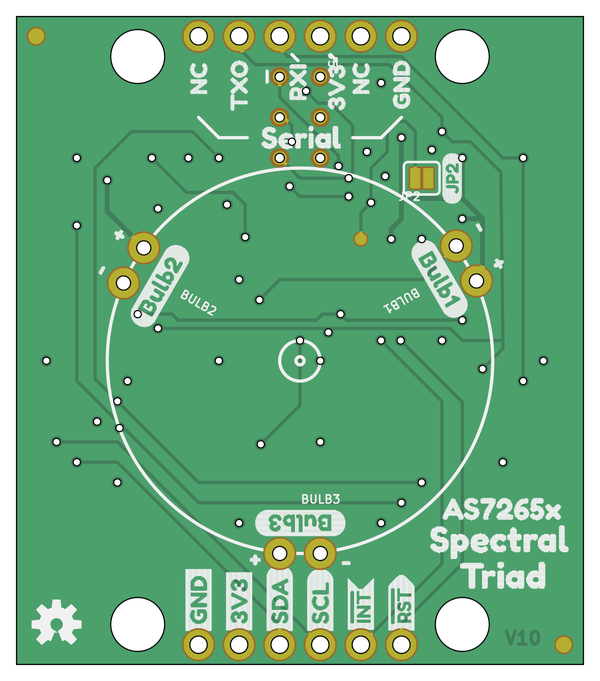 NC
TXO
RXI
3V3
NC
GND
Serial
JP2
JP2
+
-
Bulb2
BULB2
-
+
Bulb1
BULB1
BULB3
Bulb3
+
-
AS7265x
Spectral
Triad
GND
3V3
SDA
SCL
INT
RST
V10